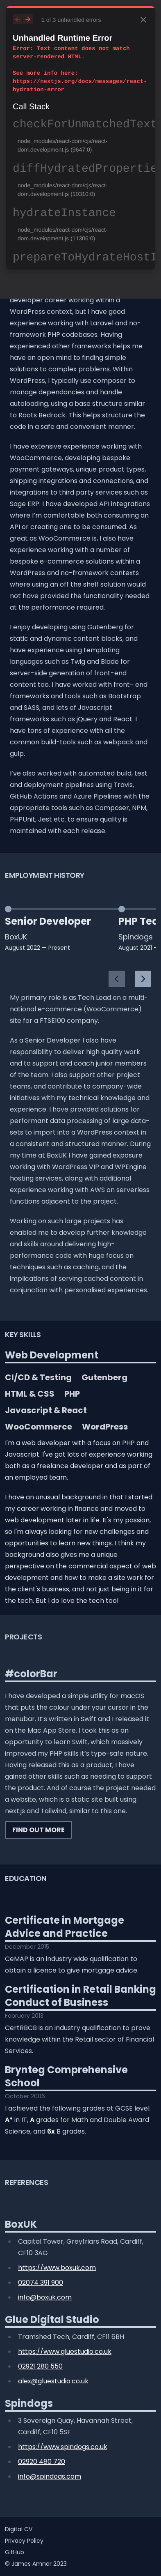 1 of 3 unhandled errors
Unhandled Runtime Error
Error: Text content does not match
server-rendered HTML.
See more info here:
https://nextjs.org/docs/messages/react-
hydration-error
Call Stack
checkForUnmatchedText
node_modules/react-dom/cjs/react-
dom.development.js (9647:0)
diffHydratedPropertie
node_modules/react-dom/cjs/react-
dom.development.js (10310:0)
hydrateInstance
node_modules/react-dom/cjs/react-
dom.development.js (11306:0)
prepareToHydrateHostI
developer career working within a
WordPress context, but I have good
experience working with Laravel and no-
framework PHP codebases. Having
experienced other frameworks helps me
have an open mind to finding simple
solutions to complex problems. Within
WordPress, I typically use composer to
manage dependencies and handle
autoloading, using a base structure similar
to Roots Bedrock. This helps structure the
code in a safe and convenient manner.
I have extensive experience working with
WooCommerce, developing bespoke
payment gateways, unique product types,
shipping integrations and connections, and
integrations to third party services such as
Sage ERP. I have developed API integrations
where I'm comfortable both consuming an
API or creating one to be consumed. As
great as WooCommerce is, I also have
experience working with a number of
bespoke e-commerce solutions within a
WordPress and no-framework contexts
where using an off the shelf solution would
not have provided the functionality needed
at the performance required.
I enjoy developing using Gutenberg for
static and dynamic content blocks, and
have experience using templating
languages such as Twig and Blade for
server-side generation of front-end
content too. I have worked with front- end
frameworks and tools such as Bootstrap
and SASS, and lots of Javascript
frameworks such as jQuery and React. I
have tons of experience with all the
common build-tools such as webpack and
gulp.
I've also worked with automated build, test
and deployment pipelines using Travis,
GitHub Actions and Azure Pipelines with the
appropriate tools such as Composer, NPM,
PHPUnit, Jest etc. to ensure quality is
maintained with each release.
EMPLOYMENT HISTORY
Senior Developer
BoxUK
August 2022 — Present
PHP Tec
Spindogs
August 2021 -
My primary role is as Tech Lead on a multi-
national e-commerce (WooCommerce)
site for a FTSE100 company.
As a Senior Developer I also have
responsibility to deliver high quality work
and to support and coach junior members
of the team. I also support other project
teams, and contribute to company-wide
initiatives with my technical knowledge and
experience. I have provided solutions for
performant data processing of large data-
sets to import into a WordPress context in
a consistent and structured manner. During
my time at BoxUK I have gained exposure
working with WordPress VIP and WPEngine
hosting services, along with additional
experience working with AWS on serverless
functions adjacent to the project.
Working on such large projects has
enabled me to develop further knowledge
and skills around delivering high-
performance code with huge focus on
techniques such as caching, and the
implications of serving cached content in
conjunction with personalised experiences.
KEY SKILLS
Web Development
CI/CD & Testing Gutenberg
HTML & CSS PHP
Javascript & React
WooCommerce WordPress
I'm a web developer with a focus on PHP and
Javascript. I've got lots of experience working
both as a freelance developer and as part of
an employed team.
I have an unusual background in that I started
my career working in finance and moved to
web development later in life. It's my passion,
so I'm always looking for new challenges and
opportunities to learn new things. I think my
background also gives me a unique
perspective on the commercial aspect of web
development and how to make a site work for
the client's business, and not just being in it for
the tech. But I do love the tech too!
PROJECTS
#colorBar
I have developed a simple utility for macOS
that puts the colour under your cursor in the
menubar. It's written in Swift and I released it
on the Mac App Store. I took this as an
opportunity to learn Swift, which massively
improved my PHP skills it's type-safe nature.
Having released this as a product, I have
gained other skills such as needing to support
the product. And of course the project needed
a website, which is a static site built using
next.js and Tailwind, similar to this one.
FIND OUT MORE
EDUCATION
Certificate in Mortgage
Advice and Practice
December 2015
CeMAP is an industry wide qualification to
obtain a licence to give mortgage advice.
Certification in Retail Banking
Conduct of Business
February 2013
CertRBCB is an industry qualification to prove
knowledge within the Retail sector of Financial
Services.
Brynteg Comprehensive
School
October 2006
I achieved the following grades at GCSE level.
A* in IT, A grades for Math and Double Award
Science, and 6x B grades.
REFERENCES
BoxUK
Capital Tower, Greyfriars Road, Cardiff,
CF10 3AG
https://www.boxuk.com
02074 391 900
info@boxuk.com
Glue Digital Studio
Tramshed Tech, Cardiff, CF11 6BH
https://www.gluestudio.co.uk
02921 280 550
alex@gluestudio.co.uk
Spindogs
3 Sovereign Quay, Havannah Street,
Cardiff, CF10 5SF
https://www.spindogs.co.uk
02920 480 720
info@spindogs.com
Digital CV
Privacy Policy
GitHub
© James Amner 2023